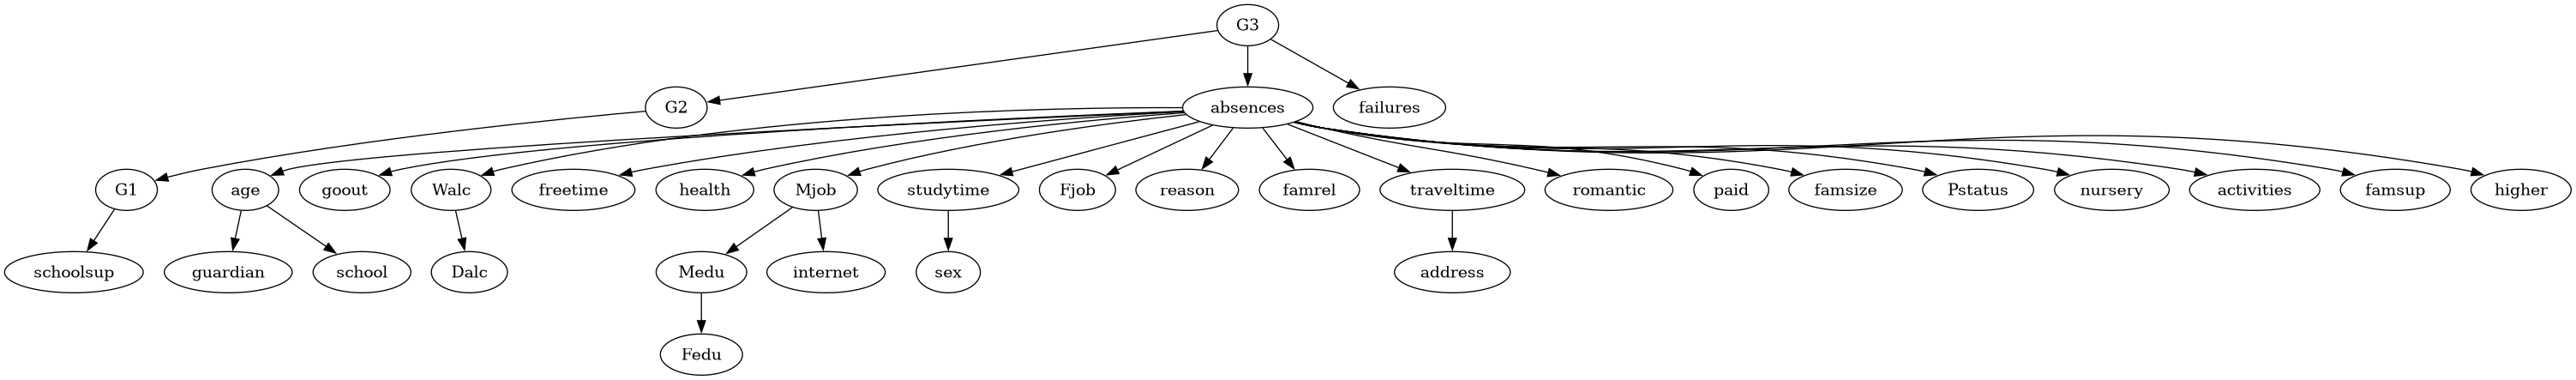 G3
G2
absences
failures
G1
age
goout
Walc
freetime
health
Mjob
studytime
Fjob
reason
famrel
traveltime
romantic
paid
famsize
Pstatus
nursery
activities
famsup
higher
schoolsup
guardian
school
Dalc
Medu
internet
sex
address
Fedu